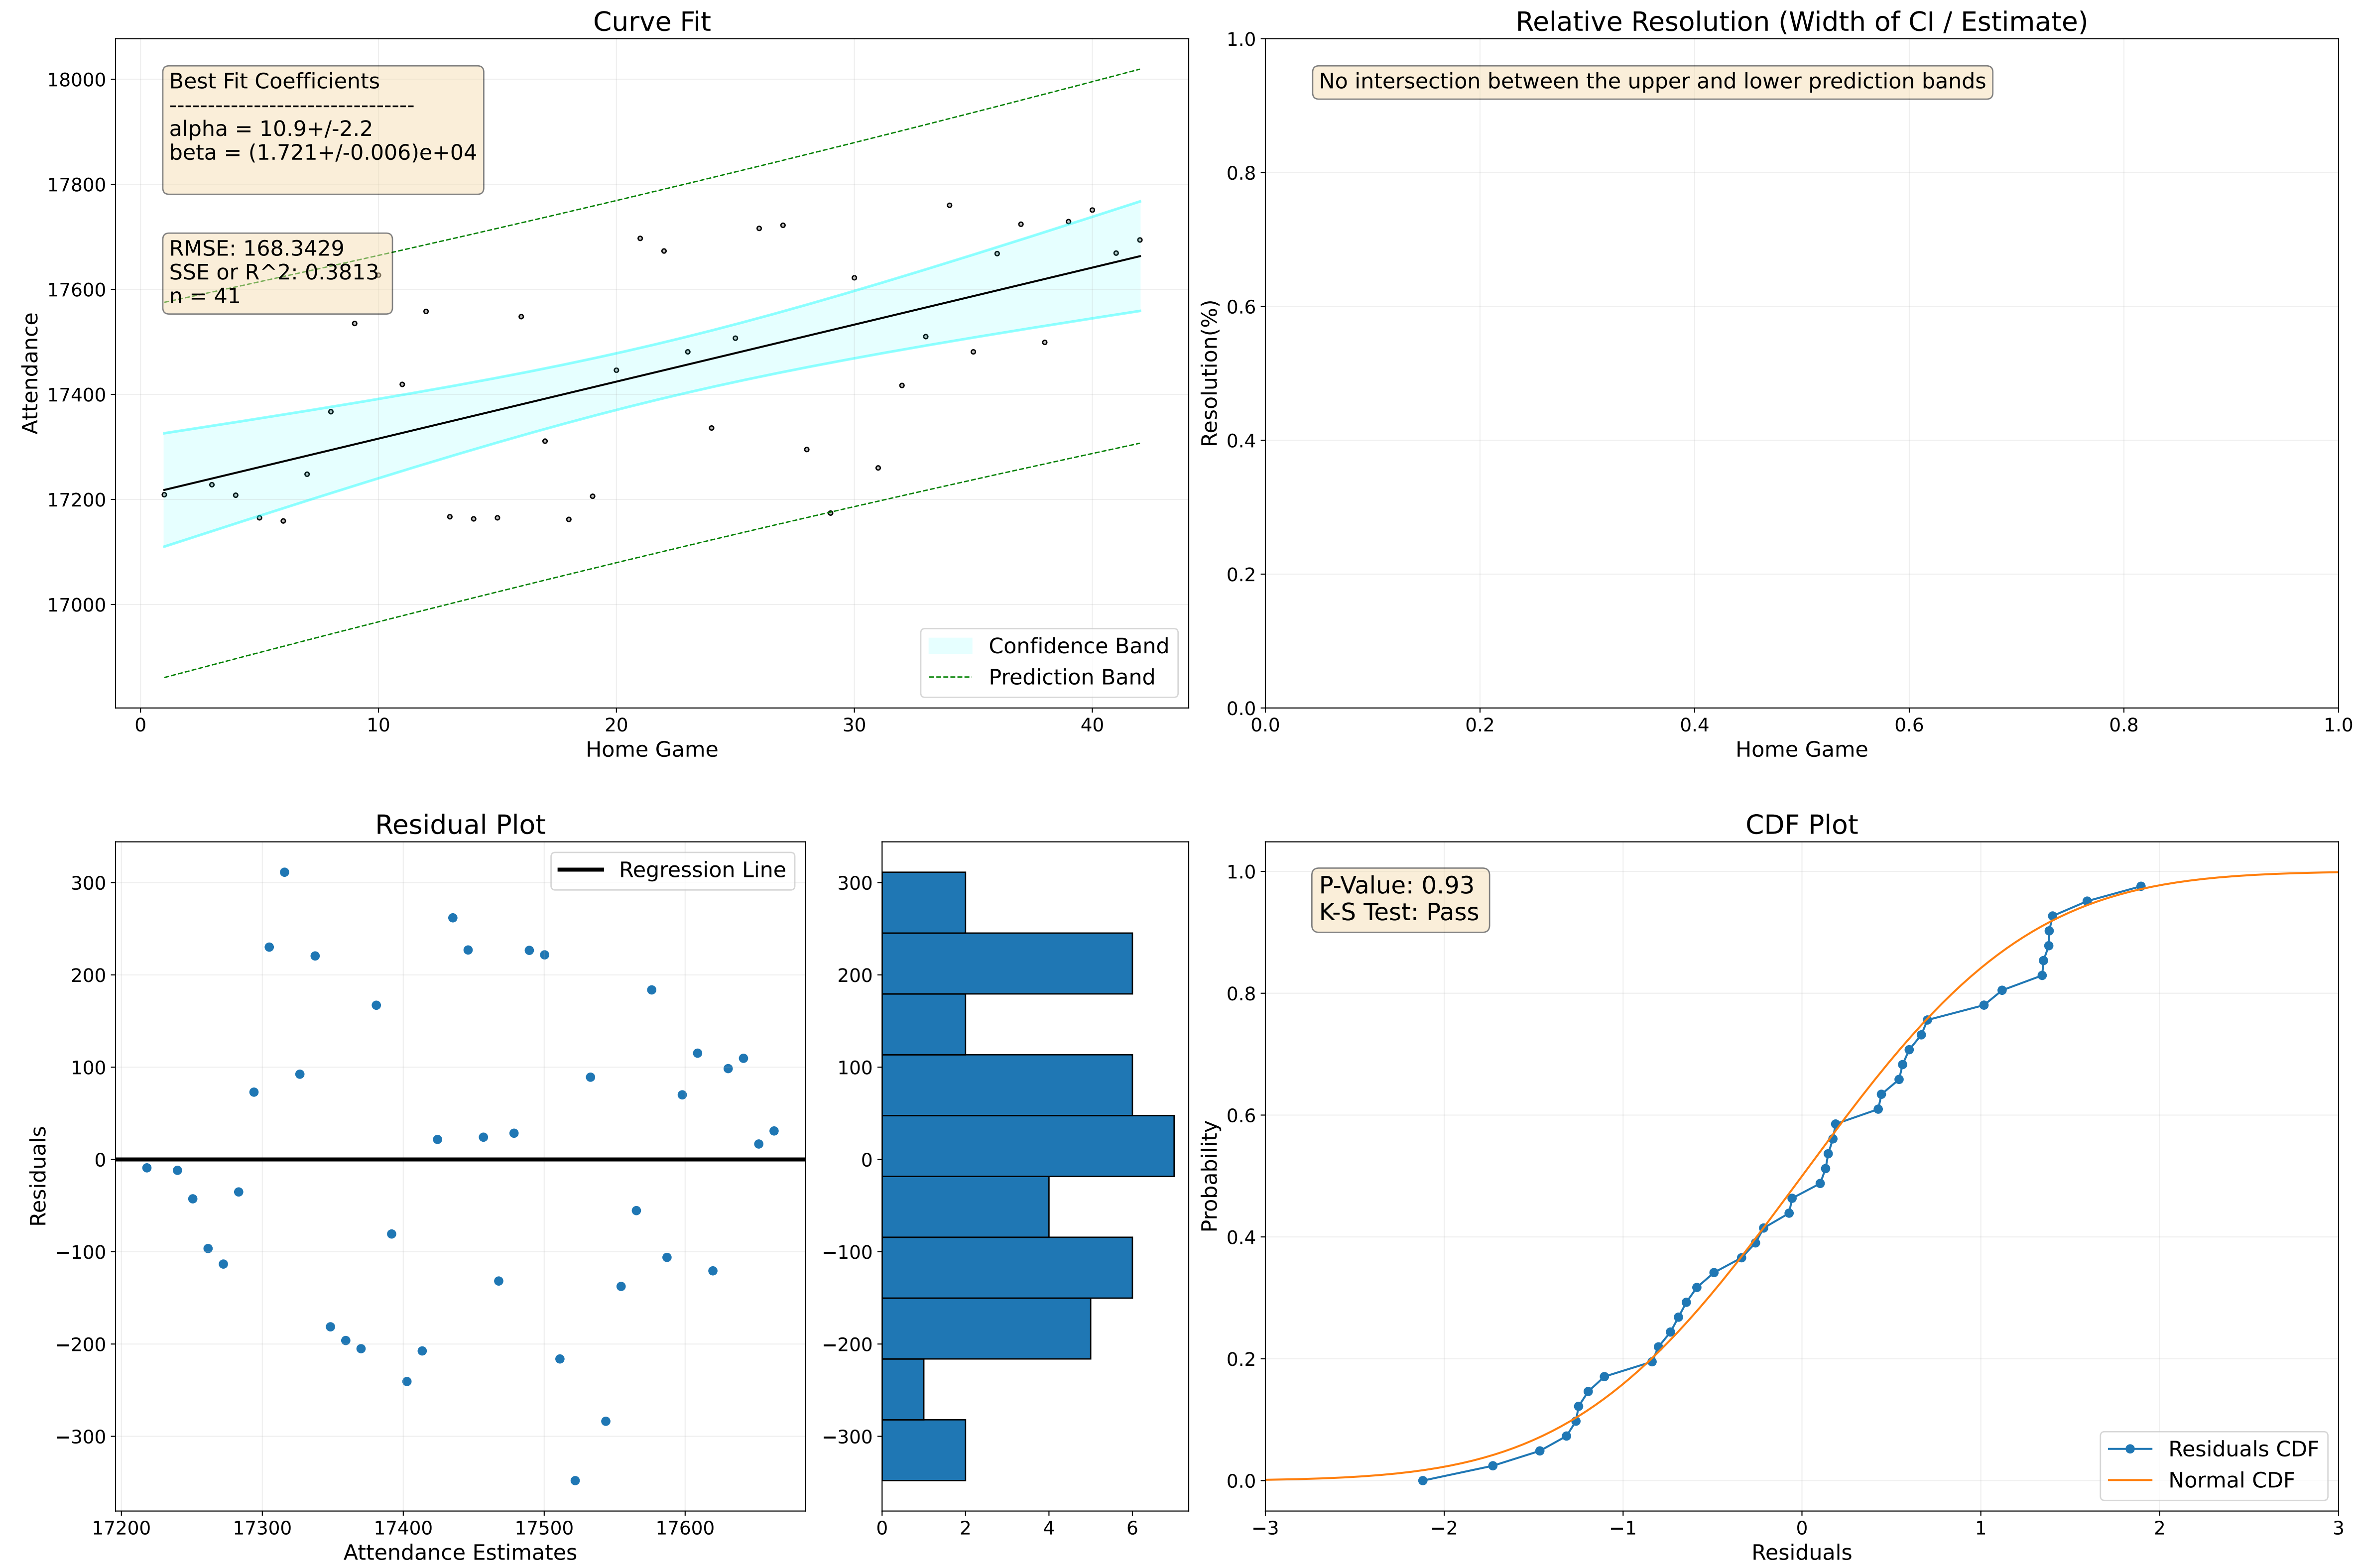 Curve Fit
Best Fit Coefficients
--------------------------------
alpha = 10.9+/-2.2
beta = (1.721+/-0.006)e+04
RMSE: 168.3429
SSE or R^2: 0.3813
n = 41
Attendance
18000
17800
17600
17400
17200
17000
0 10 20 30 40
Home Game
Confidence Band
Prediction Band
Relative Resolution (Width of CI / Estimate)
No intersection between the upper and lower prediction bands
Resolution(%)
1.0
0.8
0.6
0.4
0.2
0.0
0.0 0.2 0.4 0.6 0.8 1.0
Home Game
Residual Plot
Regression Line
Residuals
300
200
100
0
−100
−200
−300
17200 17300 17400 17500 17600
Attendance Estimates
300
200
100
0
−100
−200
−300
0 2 4 6
CDF Plot
P-Value: 0.93
K-S Test: Pass
Probability
1.0
0.8
0.6
0.4
0.2
0.0
−3 −2 −1 0 1 2 3
Residuals
Residuals CDF
Normal CDF